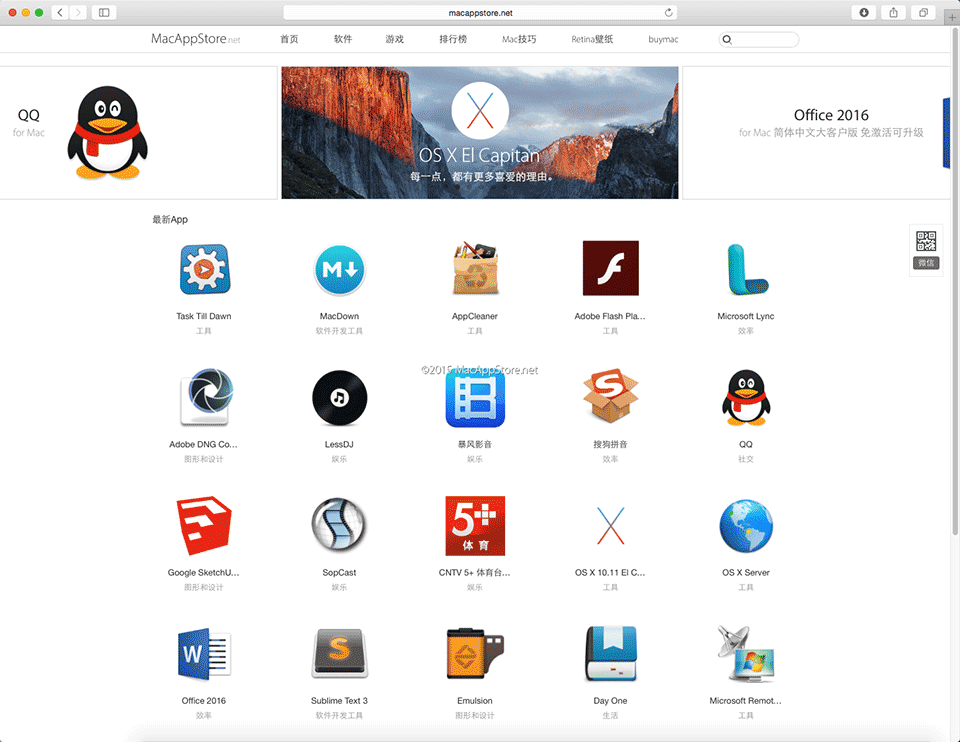 macappstore.net
MacAppStore.net 首页 软件 游戏 排行榜 Mac技巧 Retina壁纸 buymac
QQ
for Mac
OS X El Capitan
每一点，都有更多喜爱的理由。
Office 2016
for Mac 简体中文大客户版 免激活可升级
最新App
微信
M
Task Till Dawn MacDown AppCleaner Adobe Flash Pla... Microsoft Lync
工具 软件开发工具 工具 工具 效率
©2015 MacAppStore.net
S
Adobe DNG Co... LessDJ 暴风影音 搜狗拼音 QQ
图形和设计 娱乐 娱乐 效率 社交
5+
体育
Google SketchU... SopCast CNTV 5+ 体育台... OS X 10.11 El C... OS X Server
图形和设计 娱乐 娱乐 工具 工具
W S
Office 2016 Sublime Text 3 Emulsion Day One Microsoft Remot...
效率 软件开发工具 图形和设计 生活 工具